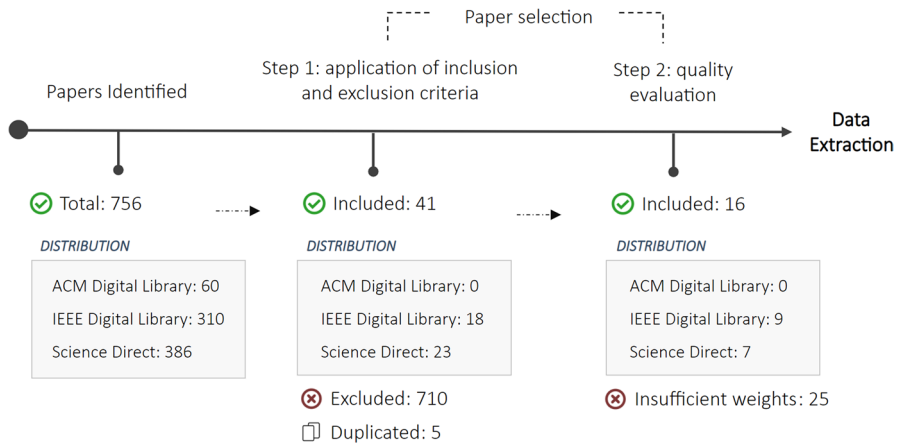 Paper selection
Papers Identified
Step 1: application of inclusion
and exclusion criteria
Step 2: quality
evaluation
Data
Extraction
Total: 756
DISTRIBUTION
ACM Digital Library: 60
IEEE Digital Library: 310
Science Direct: 386
Included: 41
DISTRIBUTION
ACM Digital Library: 0
IEEE Digital Library: 18
Science Direct: 23
Excluded: 710
Duplicated: 5
Included: 16
DISTRIBUTION
ACM Digital Library: 0
IEEE Digital Library: 9
Science Direct: 7
Insufficient weights: 25